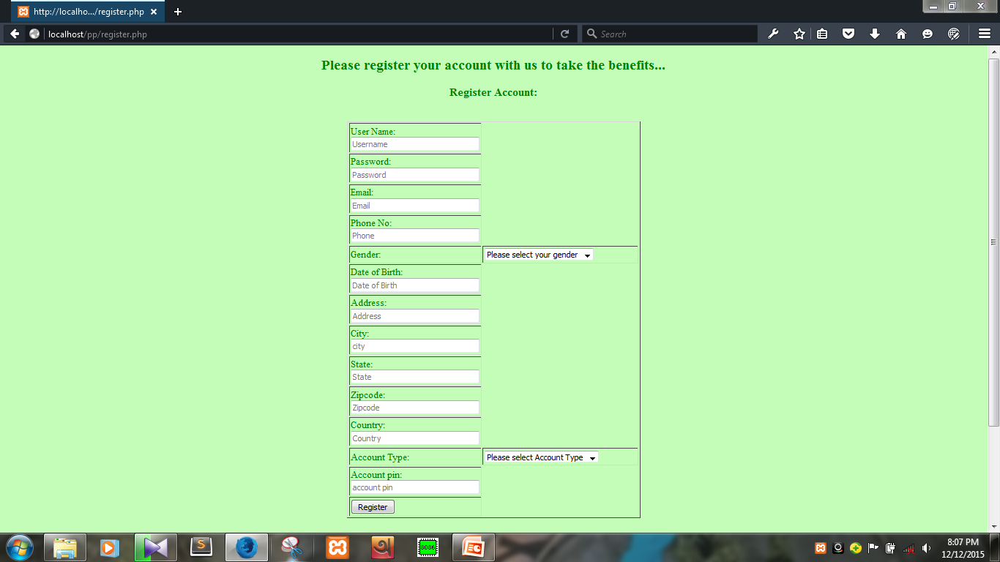 http://localho.../register.php
localhost/pp/register.php
Search
Please register your account with us to take the benefits...
Register Account:
User Name:
Username
Password:
Password
Email:
Email
Phone No:
Phone
Gender: Please select your gender
Date of Birth:
Date of Birth
Address:
Address
City:
city
State:
State
Zipcode:
Zipcode
Country:
Country
Account Type: Please select Account Type
Account pin:
account pin
Register
S
8086
8:07 PM
12/12/2015